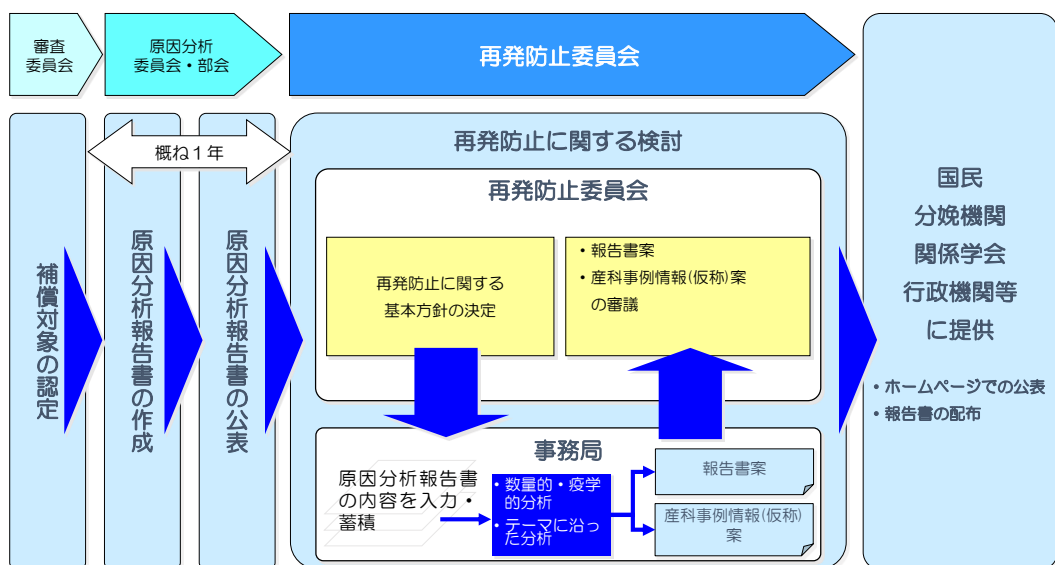 審査
委員会
原因分析
委員会・部会
再発防止委員会
概ね１年
補償対象の認定
原因分析報告書の作成
原因分析報告書の公表
再発防止に関する検討
再発防止委員会
再発防止に関する
基本方針の決定
・報告書案
・産科事例情報(仮称)案
の審議
事務局
原因分析報告書
の内容を入力・
蓄積
・数量的・疫学
的分析
・テーマに沿っ
た分析
報告書案
産科事例情報(仮称)
案
国民
分娩機関
関係学会
行政機関等
に提供
・ホームページでの公表
・報告書の配布